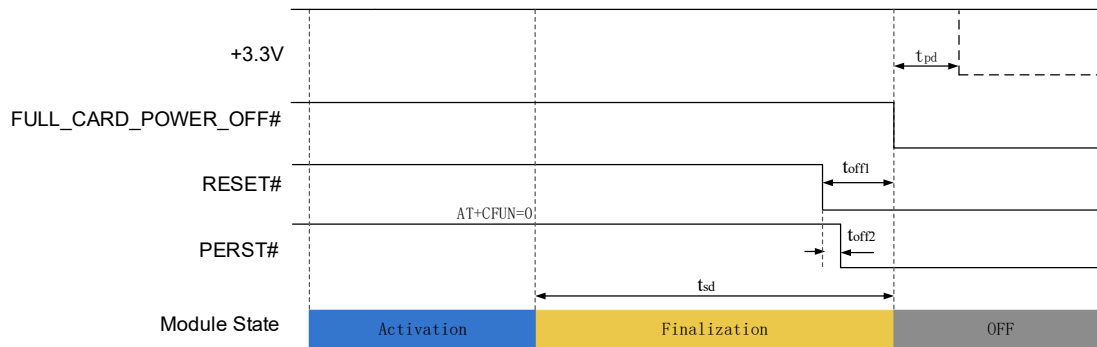 +3.3V
tpd
FULL_CARD_POWER_OFF#
RESET#
toff1
AT+CFUN=0
PERST#
toff2
tsd
Module State
Activation
Finalization
OFF